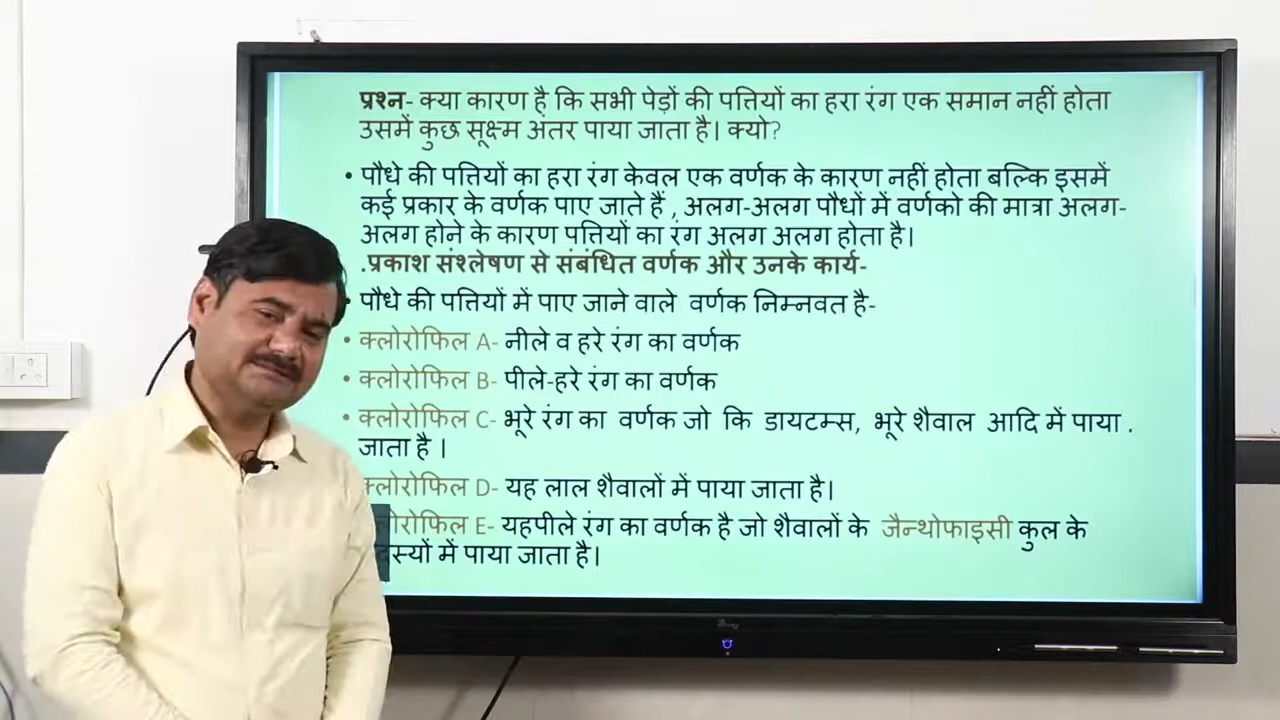 प्रश्न- क्या कारण है कि सभी पेड़ों की पत्तियों का हरा रंग एक समान नहीं होता
उसमें कुछ सूक्ष्म अंतर पाया जाता है। क्यो?
• पौधे की पत्तियों का हरा रंग केवल एक वर्णक के कारण नहीं होता बल्कि इसमें
कई प्रकार के वर्णक पाए जाते हैं , अलग-अलग पौधों में वर्णको की मात्रा अलग-
अलग होने के कारण पत्तियों का रंग अलग अलग होता है।
.प्रकाश संश्लेषण से संबंधित वर्णक और उनके कार्य-
• पौधे की पत्तियों में पाए जाने वाले वर्णक निम्नवत है-
• क्लोरोफिल A- नीले व हरे रंग का वर्णक
• क्लोरोफिल B- पीले-हरे रंग का वर्णक
• क्लोरोफिल C- भूरे रंग का वर्णक जो कि डायटम्स, भूरे शैवाल आदि में पाया .
जाता है ।
क्लोरोफिल D- यह लाल शैवालों में पाया जाता है।
लोरोफिल E- यहपीले रंग का वर्णक है जो शैवालों के जैन्थोफाइसी कुल के
दस्यों में पाया जाता है।